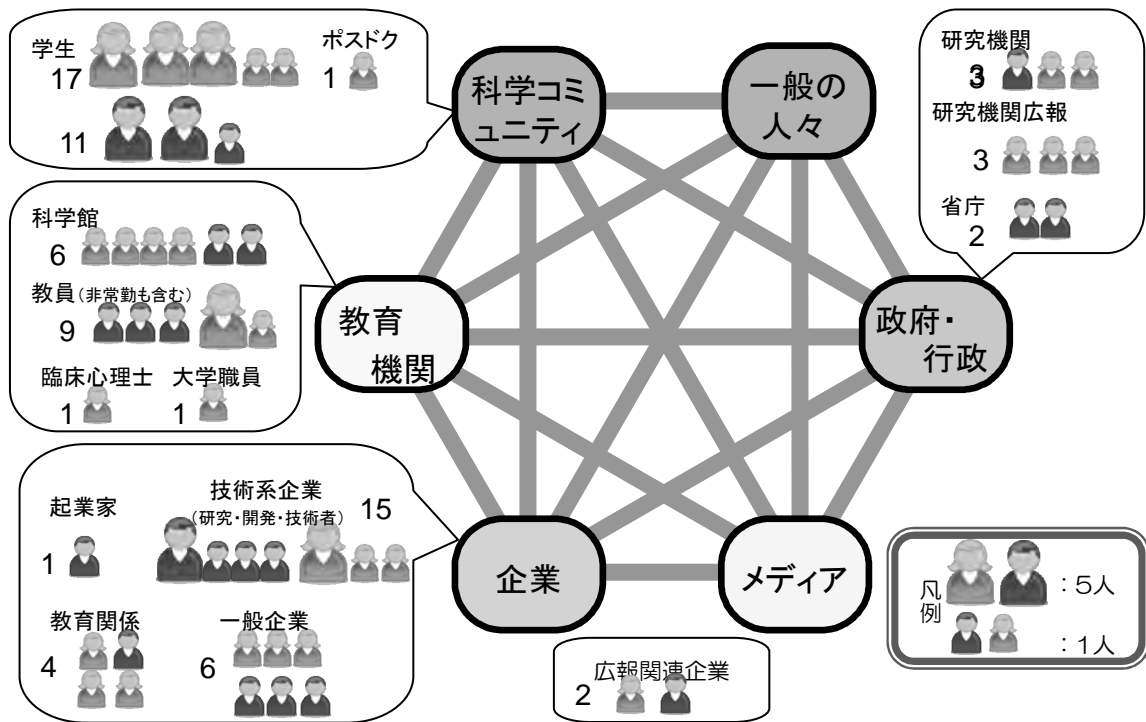 学生
17
11
ポスドク
1
科学コミ
ュニティ
一般の
人々
研究機関
3
研究機関広報
3
省庁
2
科学館
6
教員(非常勤も含む)
9
臨床心理士
1
大学職員
1
教育
機関
政府・
行政
起業家
1
技術系企業
(研究・開発・技術者)
15
教育関係
4
一般企業
6
企業
メディア
広報関連企業
2
凡例
:5人
:1人